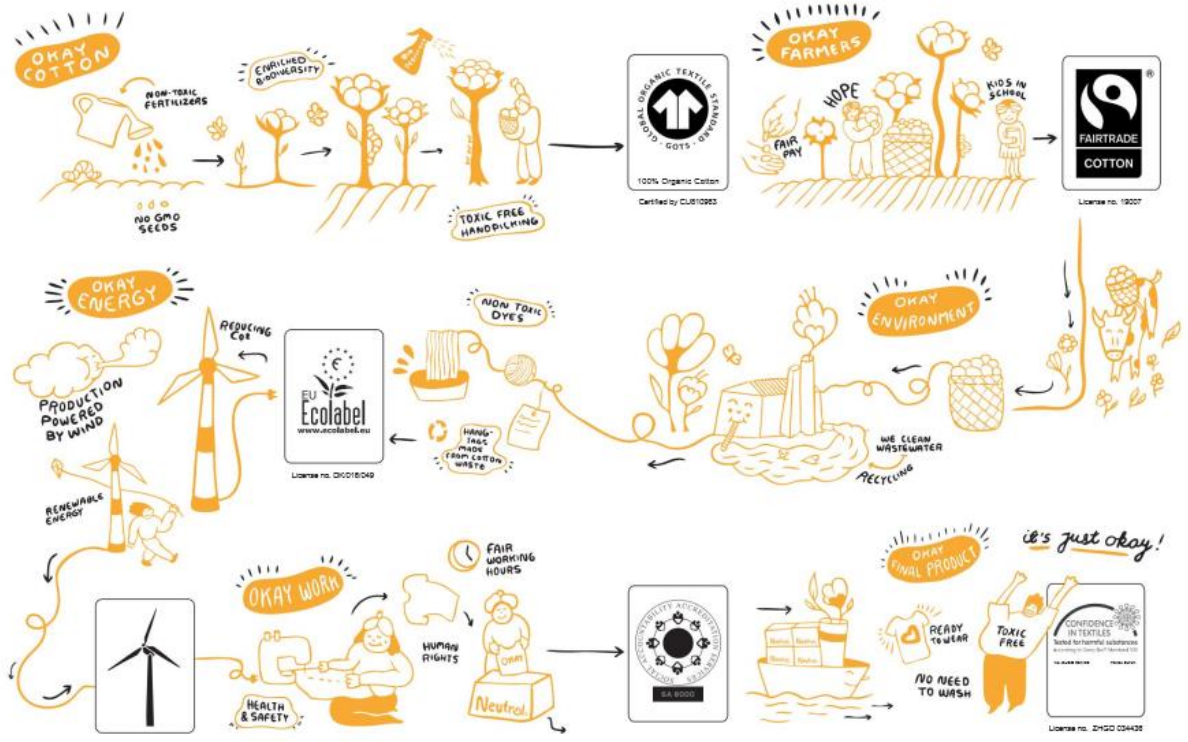 OKAY
COTTON
NON-TOXIC
FERTILIZERS
NO GMO
SEEDS
ENRICHED
BIODIVERSITY
TOXIC FREE
HANDPICKING
GLOBAL ORGANIC TEXTILE STANDARD
· GOTS ·
100% Organic Cotton
Certified by CU810963
OKAY
FARMERS
FAIR
PAY
HOPE
KIDS IN
SCHOOL
®
FAIRTRADE
COTTON
License no. 19007
OKAY
ENERGY
PRODUCTION
POWERED
BY WIND
REDUCING
CO2
RENEWABLE
ENERGY
EU
Ecolabel
www.ecolabel.eu
License no. DK/016/049
NON TOXIC
DYES
HANG-
TAGS
MADE
FROM COTTON
WASTE
OKAY
ENVIRONMENT
WE CLEAN
WASTEWATER
RECYCLING
OKAY WORK
HEALTH
& SAFETY
FAIR
WORKING
HOURS
HUMAN
RIGHTS
OKAY
Neutral
SOCIAL ACCOUNTABILITY ACCREDITATION SERVICES
SA 8000
OKAY
FINAL PRODUCT
READY
TO WEAR
NO NEED
TO WASH
it's just okay!
TOXIC
FREE
CONFIDENCE
IN TEXTILES
Tested for harmful substances
License no. ZHGO 034436